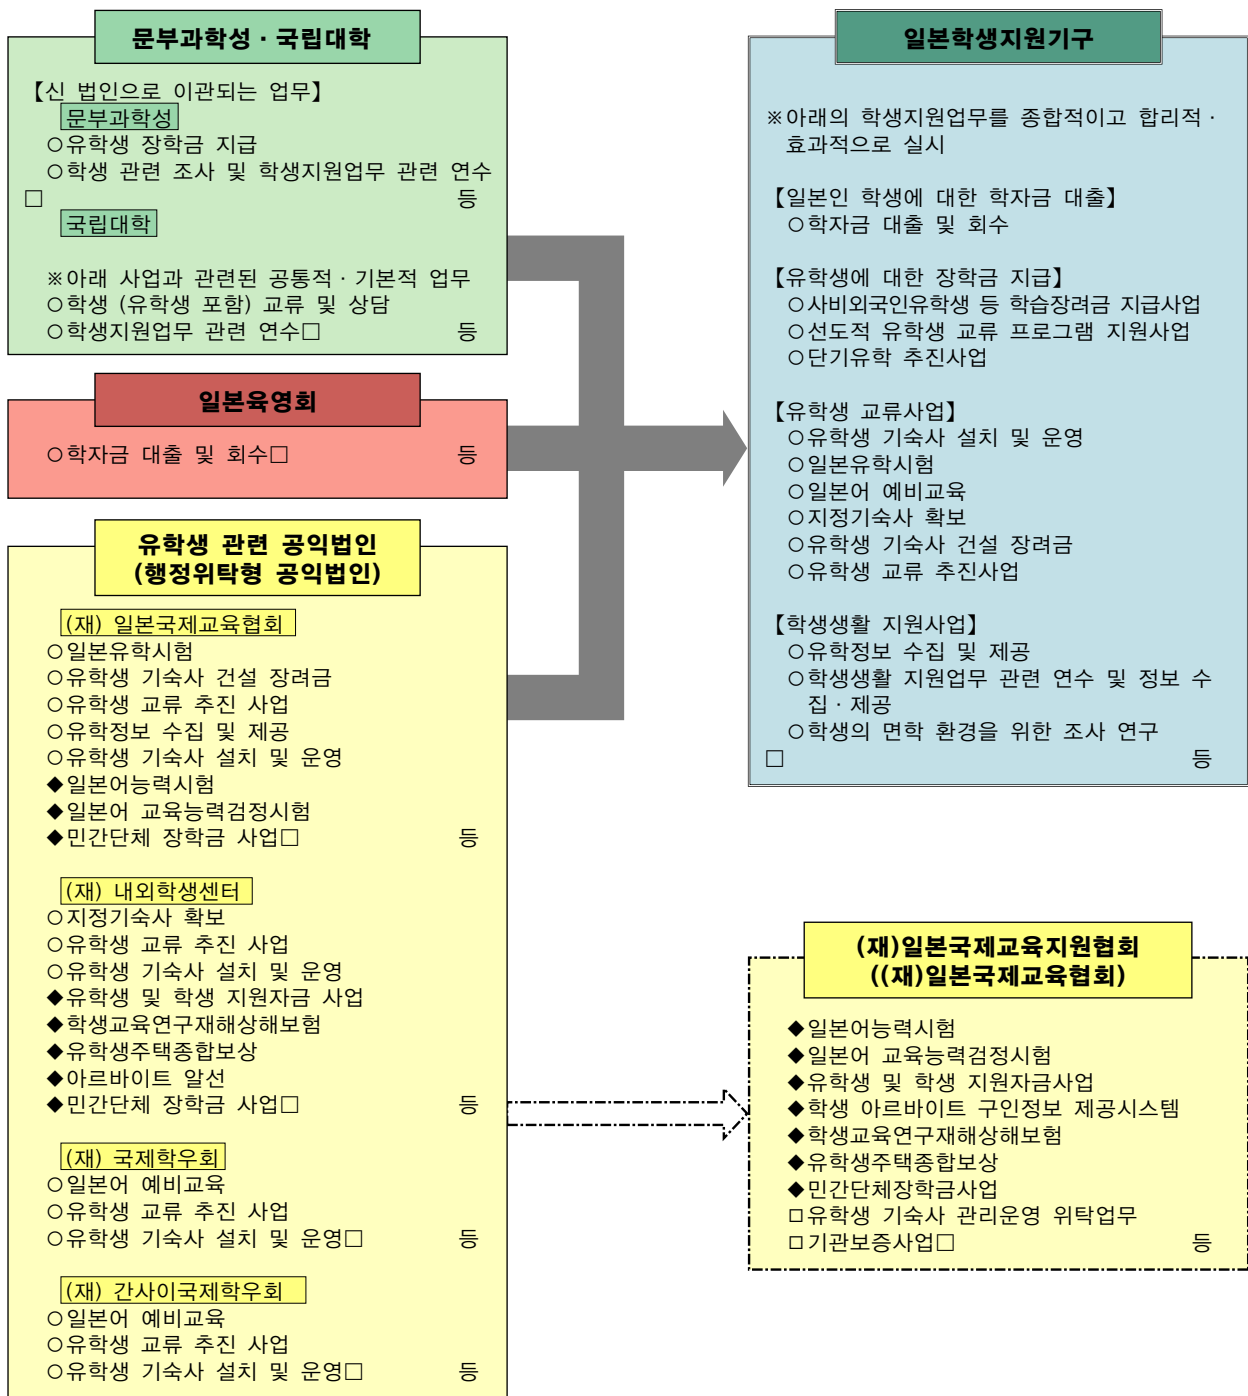 문부과학성 · 국립대학
【신 법인으로 이관되는 업무】
문부과학성
○유학생 장학금 지급
○학생 관련 조사 및 학생지원업무 관련 연수
□ 등
국립대학
※아래 사업과 관련된 공통적 · 기본적 업무
○학생 (유학생 포함) 교류 및 상담
○학생지원업무 관련 연수□ 등
일본육영회
○학자금 대출 및 회수□ 등
유학생 관련 공익법인
(행정위탁형 공익법인)
(재) 일본국제교육협회
○일본유학시험
○유학생 기숙사 건설 장려금
○유학생 교류 추진 사업
○유학정보 수집 및 제공
○유학생 기숙사 설치 및 운영
◆일본어능력시험
◆일본어 교육능력검정시험
◆민간단체 장학금 사업□ 등
(재) 내외학생센터
○지정기숙사 확보
○유학생 교류 추진 사업
○유학생 기숙사 설치 및 운영
◆유학생 및 학생 지원자금 사업
◆학생교육연구재해상해보험
◆유학생주택종합보상
◆아르바이트 알선
◆민간단체 장학금 사업□ 등
(재) 국제학우회
○일본어 예비교육
○유학생 교류 추진 사업
○유학생 기숙사 설치 및 운영□ 등
(재) 간사이국제학우회
○일본어 예비교육
○유학생 교류 추진 사업
○유학생 기숙사 설치 및 운영□ 등
일본학생지원기구
※아래의 학생지원업무를 종합적이고 합리적 ·
효과적으로 실시
【일본인 학생에 대한 학자금 대출】
○학자금 대출 및 회수
【유학생에 대한 장학금 지급】
○사비외국인유학생 등 학습장려금 지급사업
○선도적 유학생 교류 프로그램 지원사업
○단기유학 추진사업
【유학생 교류사업】
○유학생 기숙사 설치 및 운영
○일본유학시험
○일본어 예비교육
○지정기숙사 확보
○유학생 기숙사 건설 장려금
○유학생 교류 추진사업
【학생생활 지원사업】
○유학정보 수집 및 제공
○학생생활 지원업무 관련 연수 및 정보 수
집 · 제공
○학생의 면학 환경을 위한 조사 연구
□ 등
(재)일본국제교육지원협회
((재)일본국제교육협회)
◆일본어능력시험
◆일본어 교육능력검정시험
◆유학생 및 학생 지원자금사업
◆학생 아르바이트 구인정보 제공시스템
◆학생교육연구재해상해보험
◆유학생주택종합보상
◆민간단체장학금사업
□유학생 기숙사 관리운영 위탁업무
□기관보증사업□ 등